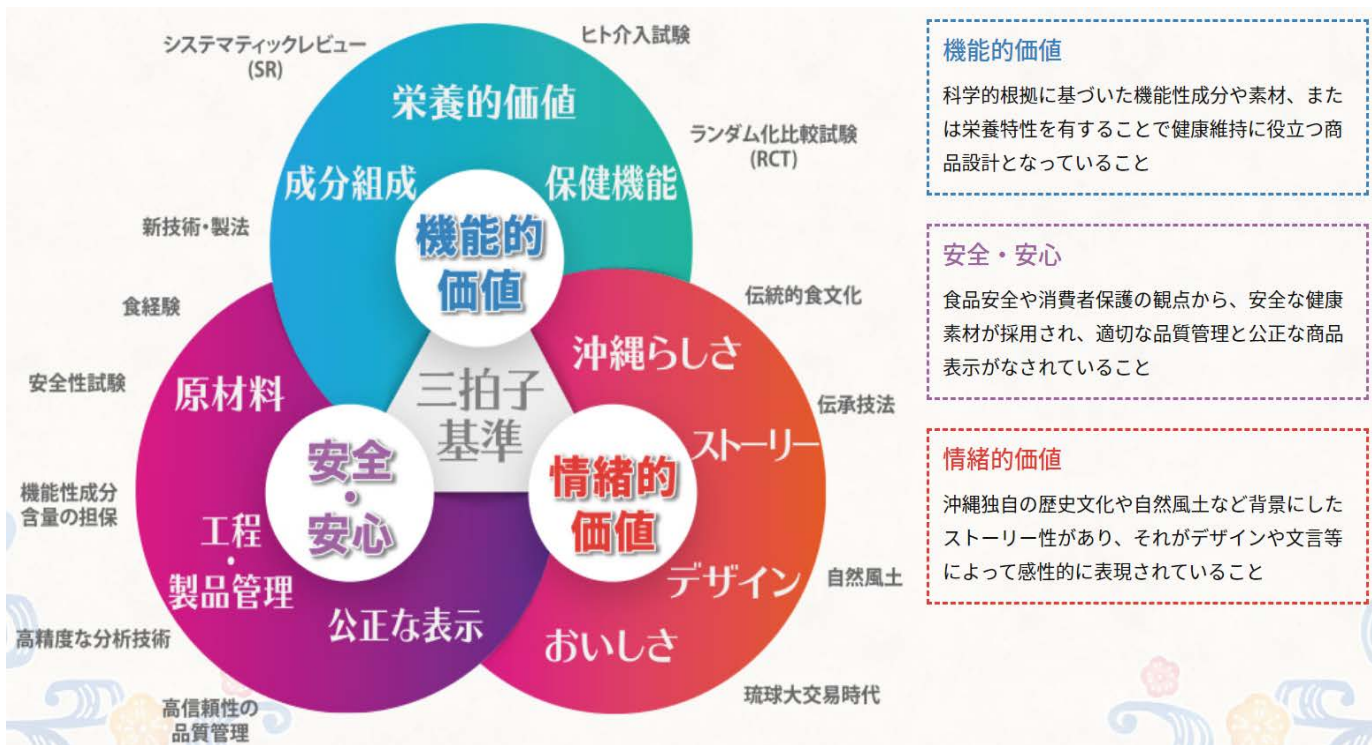 システマティックレビュー
(SR)
ヒト介入試験
栄養的価値
ランダム化比較試験
(RCT)
成分組成
保健機能
新技術・製法
機能的
価値
食経験
伝統的食文化
沖縄らしさ
安全性試験
原材料
三拍子
基準
伝承技法
ストーリー
安全
・
安心
情緒的
価値
機能性成分
含量の担保
工程
・
製品管理
デザイン
自然風土
公正な表示
おいしさ
高精度な分析技術
琉球大交易時代
高信頼性の
品質管理
機能的価値
科学的根拠に基づいた機能性成分や素材、また
は栄養特性を有することで健康維持に役立つ商
品設計となっていること
安全・安心
食品安全や消費者保護の観点から、安全な健康
素材が採用され、適切な品質管理と公正な商品
表示がなされていること
情緒的価値
沖縄独自の歴史文化や自然風土など背景にした
ストーリー性があり、それがデザインや文言等
によって感性的に表現されていること